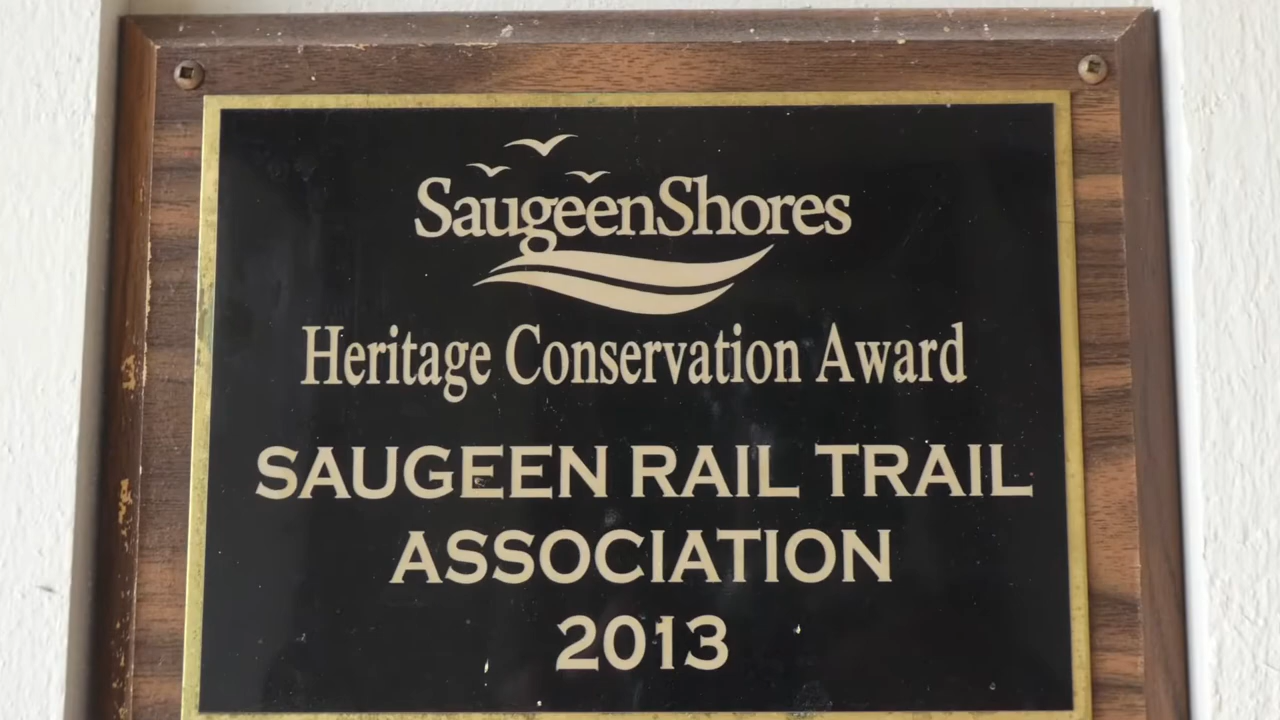 SaugeenShores
Heritage Conservation Award
SAUGEEN RAIL TRAIL
ASSOCIATION
2013